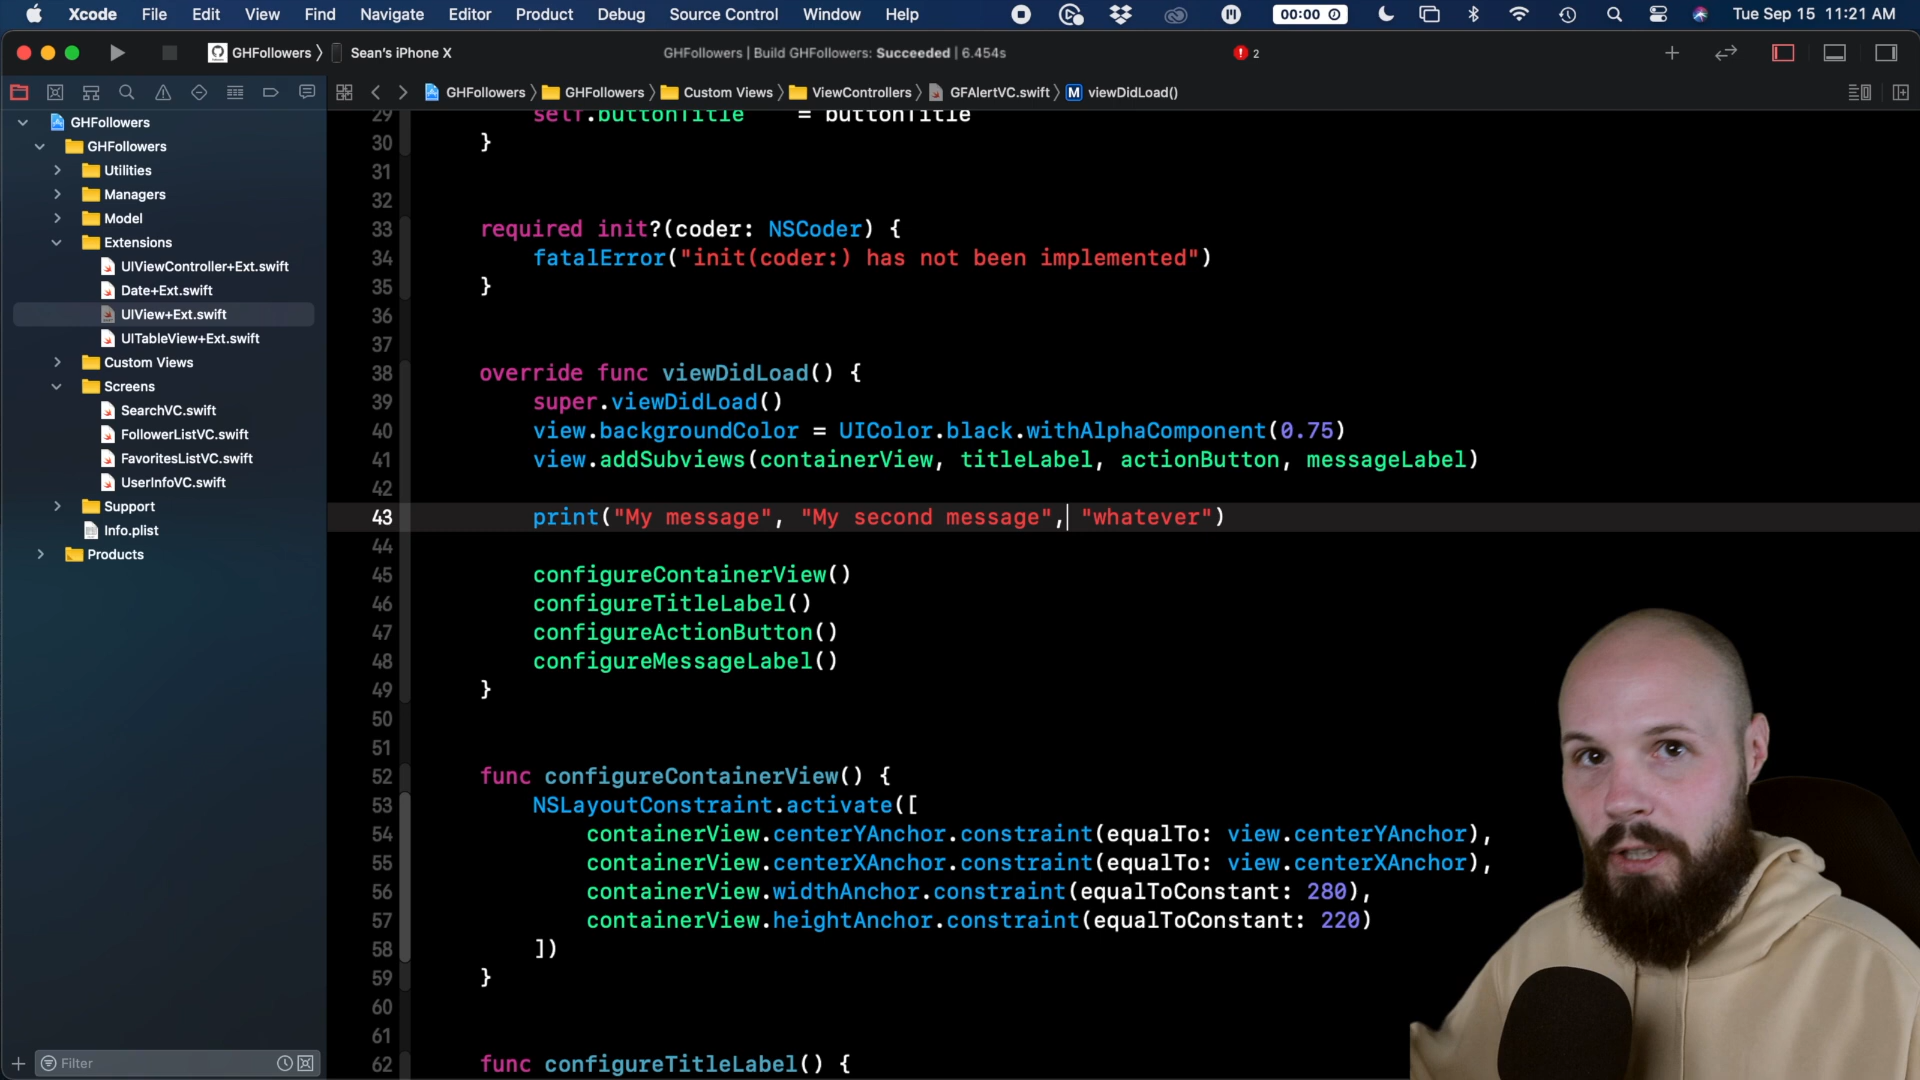 Xcode File Edit View Find Navigate Editor Product Debug Source Control Window Help 00:00 Tue Sep 15 11:21 AM
GHFollowers Sean's iPhone X GHFollowers | Build GHFollowers: Succeeded | 6.454s 2
GHFollowers GHFollowers Custom Views ViewControllers GFAlertVC.swift M viewDidLoad()
GHFollowers
GHFollowers
Utilities
Managers
Model
Extensions
UIViewController+Ext.swift
Date+Ext.swift
UIView+Ext.swift
UITableView+Ext.swift
Custom Views
Screens
SearchVC.swift
FollowerListVC.swift
FavoritesListVC.swift
UserInfoVC.swift
Support
Info.plist
Products
Filter
29 self.buttonTitle = buttonTitle
30 }
31
32
33 required init?(coder: NSCoder) {
34 fatalError("init(coder:) has not been implemented")
35 }
36
37
38 override func viewDidLoad() {
39 super.viewDidLoad()
40 view.backgroundColor = UIColor.black.withAlphaComponent(0.75)
41 view.addSubviews(containerView, titleLabel, actionButton, messageLabel)
42
43 print("My message", "My second message", "whatever")
44
45 configureContainerView()
46 configureTitleLabel()
47 configureActionButton()
48 configureMessageLabel()
49 }
50
51
52 func configureContainerView() {
53 NSLayoutConstraint.activate([
54 containerView.centerYAnchor.constraint(equalTo: view.centerYAnchor),
55 containerView.centerXAnchor.constraint(equalTo: view.centerXAnchor),
56 containerView.widthAnchor.constraint(equalToConstant: 280),
57 containerView.heightAnchor.constraint(equalToConstant: 220)
58 ])
59 }
60
61
62 func configureTitleLabel() {